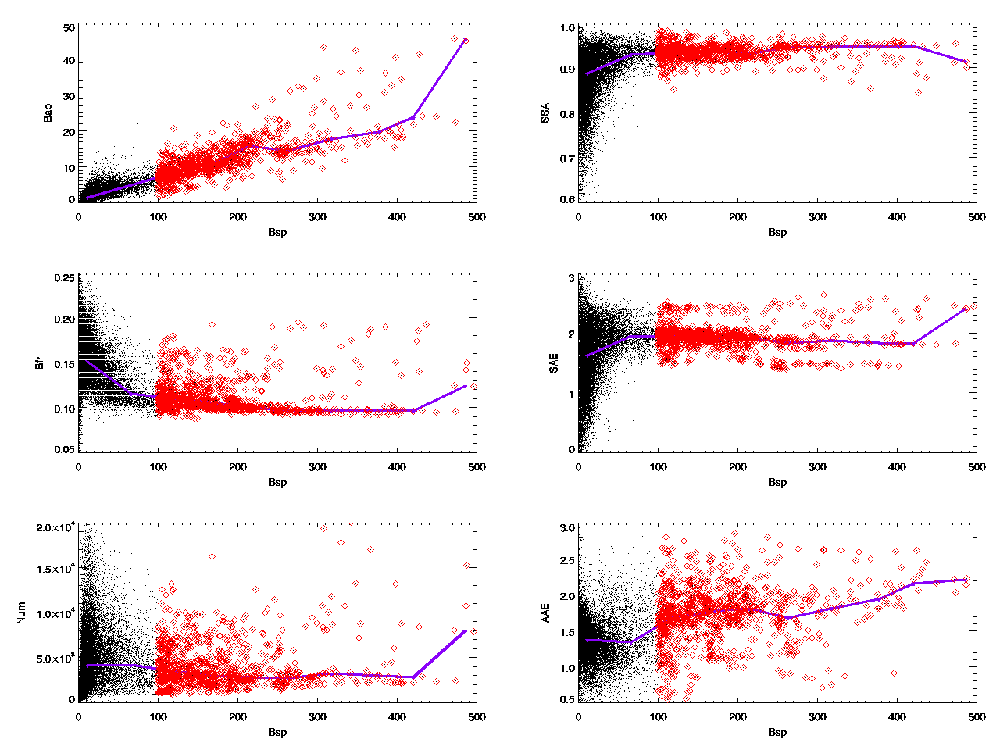 50
40
30
20
10
0
Bap
0 100 200 300 400 500
Bsp
1.0
0.9
0.8
0.7
0.6
SSA
0 100 200 300 400 500
Bsp
0.25
0.20
0.15
0.10
0.05
Bfr
0 100 200 300 400 500
Bsp
3
2
1
0
SAE
0 100 200 300 400 500
Bsp
2.0×10⁴
1.5×10⁴
1.0×10⁴
5.0×10³
0
Num
0 100 200 300 400 500
Bsp
3.0
2.5
2.0
1.5
1.0
0.5
AAE
0 100 200 300 400 500
Bsp